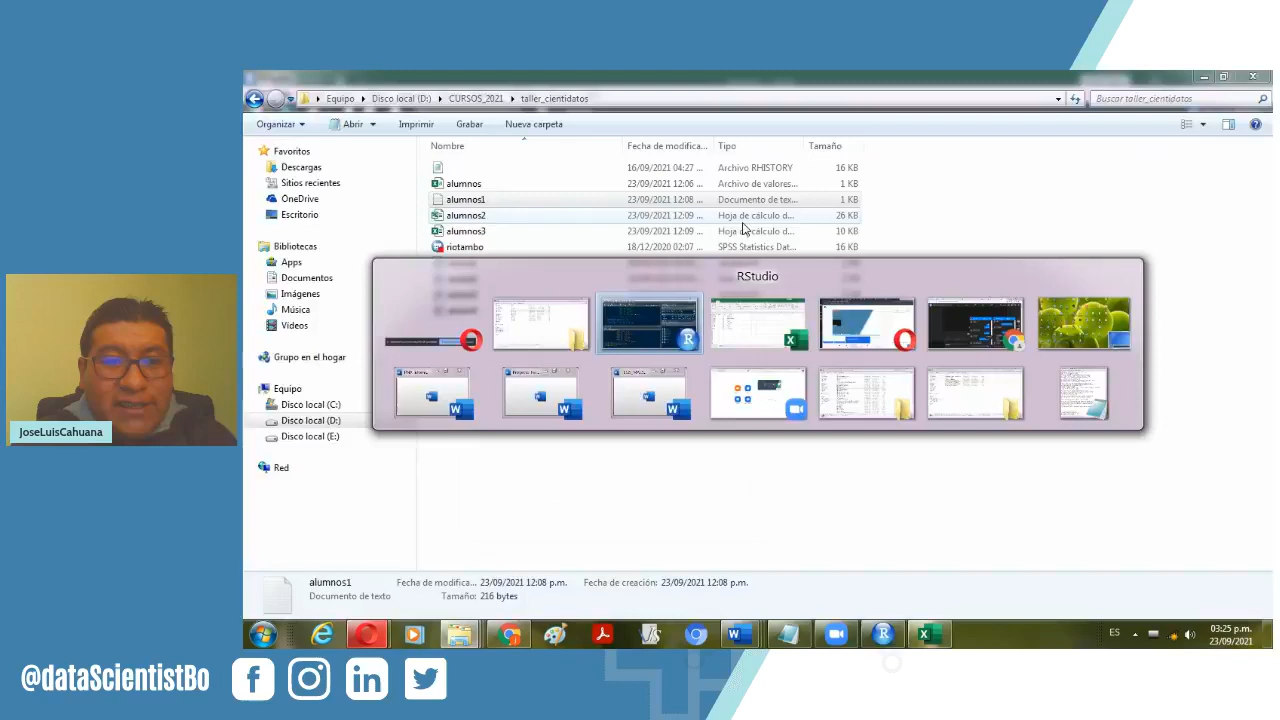 Equipo
Disco local (D:)
CURSOS_2021
taller_cientidatos
Buscar taller_cientidatos
Organizar
Abrir
Imprimir
Grabar
Nueva carpeta
Favoritos
Descargas
Sitios recientes
OneDrive
Escritorio
Bibliotecas
Apps
Documentos
Imágenes
Música
Vídeos
Grupo en el hogar
Equipo
Disco local (C:)
Disco local (D:)
Disco local (E:)
Red
Nombre Fecha de modifica... Tipo Tamaño
16/09/2021 04:27 ... Archivo RHISTORY 16 KB
alumnos 23/09/2021 12:06 ... Archivo de valores... 1 KB
alumnos1 23/09/2021 12:08 ... Documento de tex... 1 KB
alumnos2 23/09/2021 12:09 ... Hoja de cálculo d... 26 KB
alumnos3 23/09/2021 12:09 ... Hoja de cálculo d... 10 KB
riotambo 18/12/2020 02:07 ... SPSS Statistics Dat... 16 KB
RStudio
alumnos1 Fecha de modifica... 23/09/2021 12:08 p.m. Fecha de creación: 23/09/2021 12:08 p.m.
Documento de texto Tamaño: 216 bytes
ES
03:25 p.m.
23/09/2021
JoseLuisCahuana
@dataScientistBo